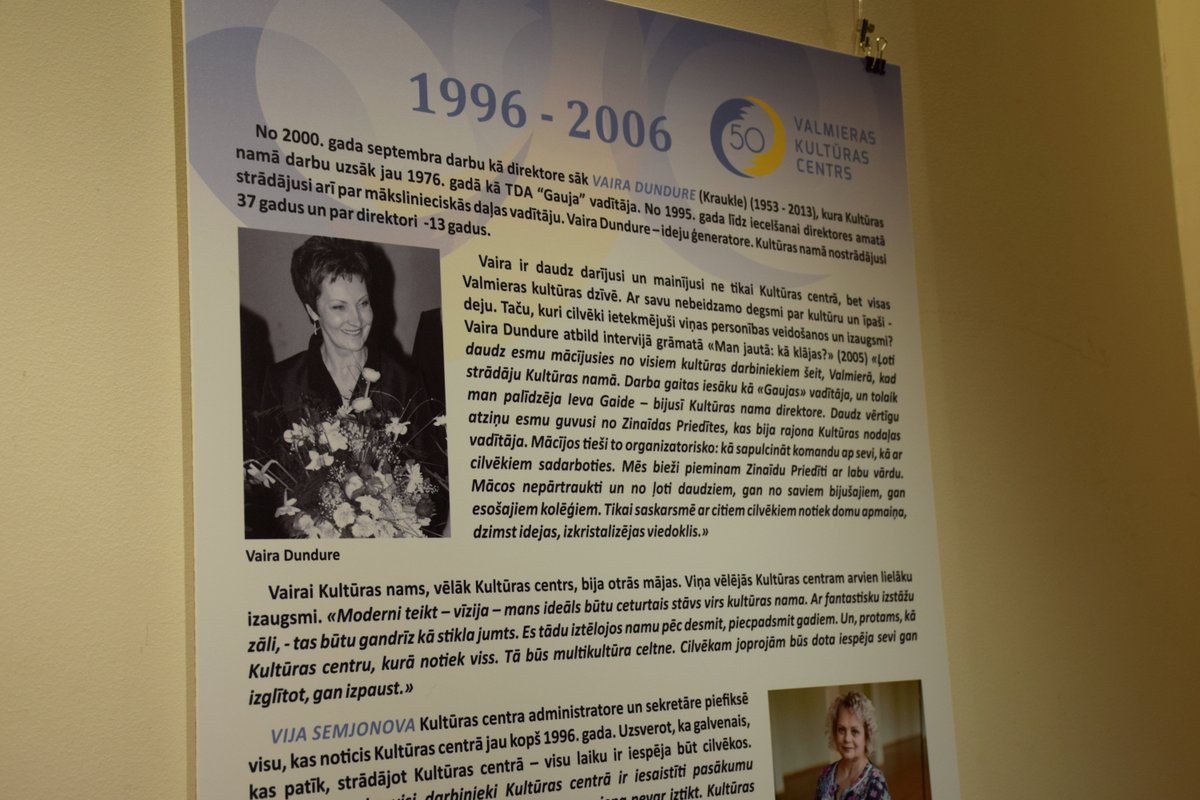 1996 - 2006
50
VALMIERAS
KULTŪRAS
CENTRS
No 2000. gada septembra darbu kā direktore sāk VAIRA DUNDURE (Kraukle) (1953 - 2013), kura Kultūras
namā darbu uzsāk jau 1976. gadā kā TDA “Gauja” vadītāja. No 1995. gada līdz iecelšanai direktores amatā
strādājusi arī par mākslinieciskās daļas vadītāju. Vaira Dundure – ideju ģeneratore. Kultūras namā nostrādājusi
37 gadus un par direktori -13 gadus.
Vaira ir daudz darījusi un mainījusi ne tikai Kultūras centrā, bet visas
Valmieras kultūras dzīvē. Ar savu nebeidzamo degsmi par kultūru un īpaši -
deju. Taču, kuri cilvēki ietekmējuši viņas personības veidošanos un izaugsmi?
Vaira Dundure atbild intervijā grāmatā «Man jautā: kā klājas?» (2005) «Ļoti
daudz esmu mācījusies no visiem kultūras darbiniekiem šeit, Valmierā, kad
strādāju Kultūras namā. Darba gaitas iesāku kā «Gaujas» vadītāja, un tolaik
man palīdzēja Ieva Gaide – bijusī Kultūras nama direktore. Daudz vērtīgu
atziņu esmu guvusi no Zinaīdas Priedītes, kas bija rajona Kultūras nodaļas
vadītāja. Mācījos tieši to organizatorisko: kā sapulcināt komandu ap sevi, kā ar
cilvēkiem sadarboties. Mēs bieži pieminam Zinaīdu Priedīti ar labu vārdu.
Mācos nepārtraukti un no ļoti daudziem, gan no saviem bijušajiem, gan
esošajiem kolēģiem. Tikai saskarsmē ar citiem cilvēkiem notiek domu apmaiņa,
dzimst idejas, izkristalizējas viedoklis.»
Vaira Dundure
Vairai Kultūras nams, vēlāk Kultūras centrs, bija otrās mājas. Viņa vēlējās Kultūras centram arvien lielāku
izaugsmi. «Moderni teikt – vīzija – mans ideāls būtu ceturtais stāvs virs kultūras nama. Ar fantastisku izstāžu
zāli, - tas būtu gandrīz kā stikla jumts. Es tādu iztēlojos namu pēc desmit, piecpadsmit gadiem. Un, protams, kā
Kultūras centru, kurā notiek viss. Tā būs multikultūra celtne. Cilvēkam joprojām būs dota iespēja sevi gan
izglītot, gan izpaust.»
VIJA SEMJONOVA Kultūras centra administratore un sekretāre piefiksē
visu, kas noticis Kultūras centrā jau kopš 1996. gada. Uzsverot, ka galvenais,
kas patīk, strādājot Kultūras centrā – visu laiku ir iespēja būt cilvēkos.
visi darbinieki Kultūras centrā ir iesaistīti pasākumu
nevar iztikt. Kultūras